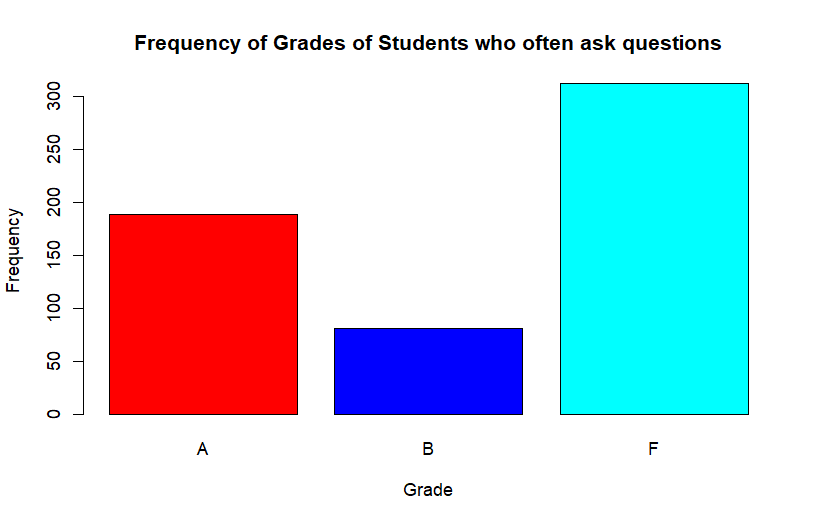 Frequency of Grades of Students who often ask questions
300
250
200
150
100
50
0
Frequency
A B F
Grade